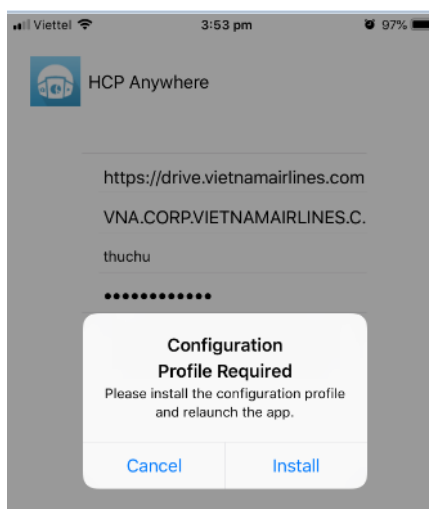 Viettel 3:53 pm 97%
HCP Anywhere
https://drive.vietnamairlines.com
VNA.CORP.VIETNAMAIRLINES.C.
thuchu
••••••••••••
Configuration
Profile Required
Please install the configuration profile
and relaunch the app.
Cancel Install